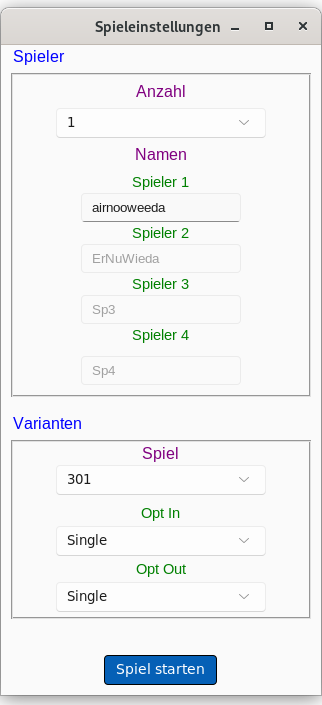 Spieleinstellungen
Spieler
Anzahl
1
Namen
Spieler 1
airnooweeda
Spieler 2
ErNuWieda
Spieler 3
Sp3
Spieler 4
Sp4
Varianten
Spiel
301
Opt In
Single
Opt Out
Single
Spiel starten